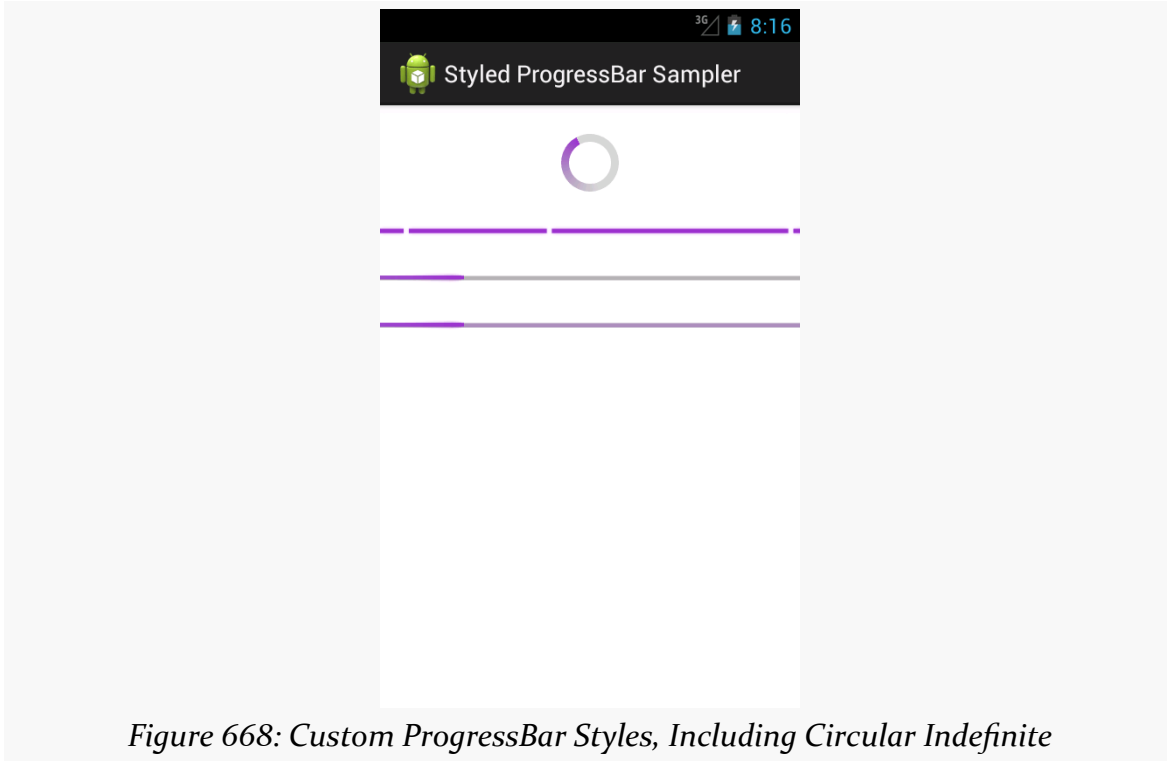 3G 8:16
Styled ProgressBar Sampler
Figure 668: Custom ProgressBar Styles, Including Circular Indefinite